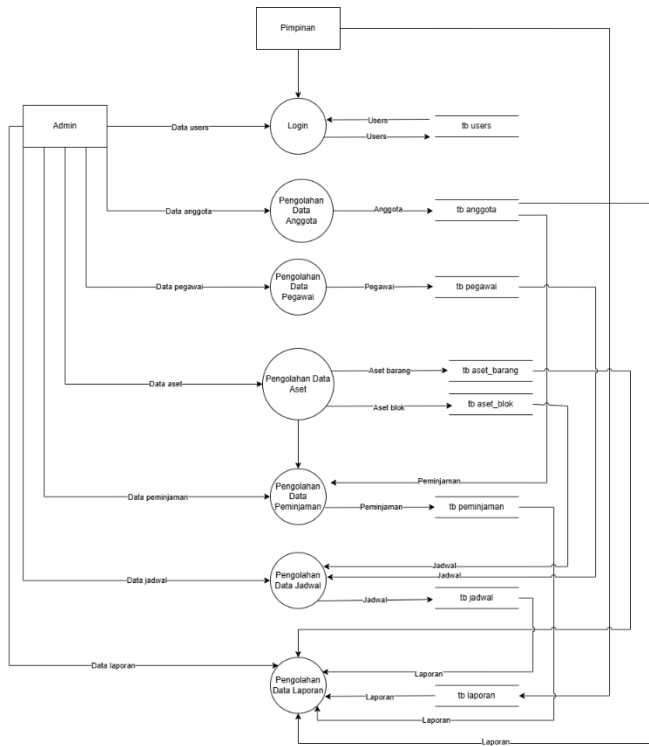 Pimpinan
Admin
Data users
Login
Users
Users
tb users
Data anggota
Pengolahan
Data
Anggota
Anggota
tb anggota
Data pegawai
Pengolahan
Data
Pegawai
Pegawai
tb pegawai
Data aset
Pengolahan Data
Aset
Aset barang
tb aset_barang
Aset blok
tb aset_blok
Data peminjaman
Pengolahan
Data
Peminjaman
Peminjaman
Peminjaman
tb peminjaman
Data jadwal
Pengolahan
Data Jadwal
Jadwal
Jadwal
Jadwal
tb jadwal
Data laporan
Pengolahan
Data Laporan
Laporan
Laporan
tb laporan
Laporan
Laporan